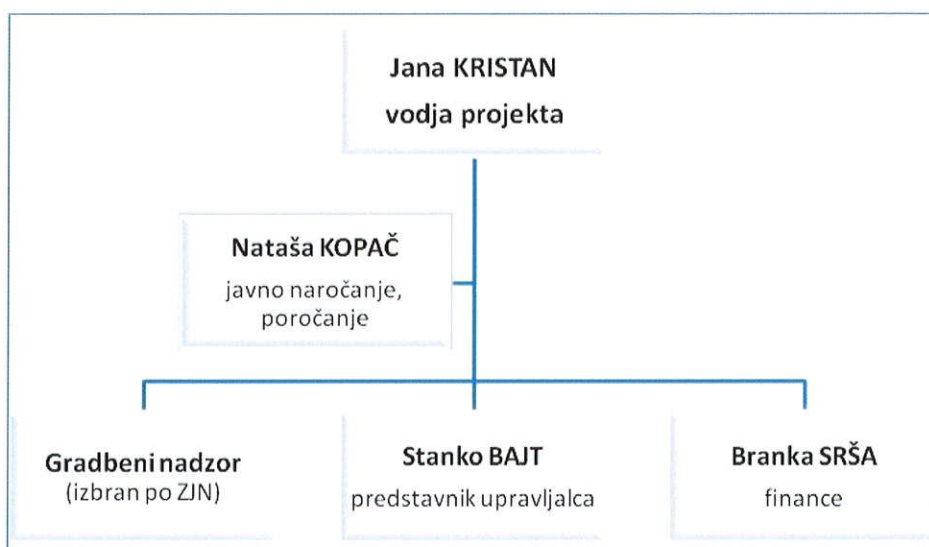 Jana KRISTAN
vodja projekta
Nataša KOPAČ
javno naročanje,
poročanje
Gradbeni nadzor
(izbran po ZJN)
Stanko BAJT
predstavnik upravljalca
Branka SRŠA
finance